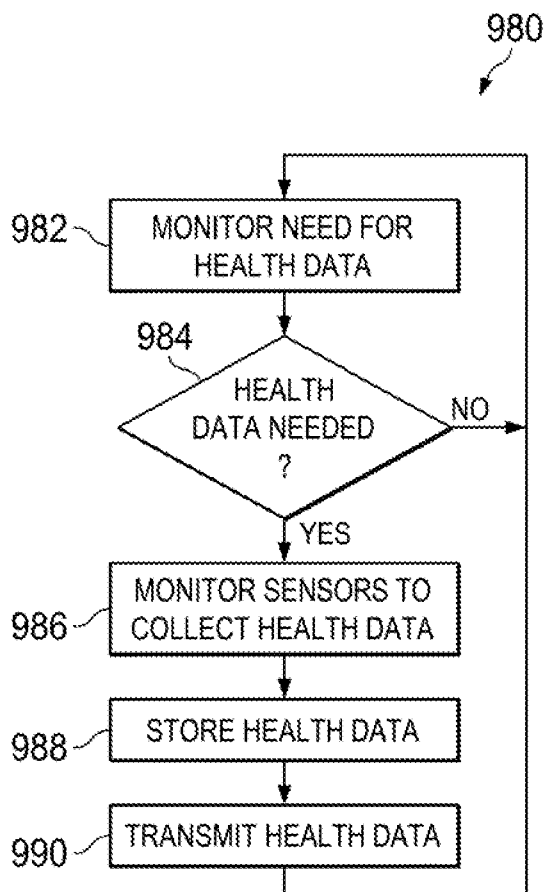 980
982
MONITOR NEED FOR
HEALTH DATA
984
HEALTH
DATA NEEDED
?
NO
YES
986
MONITOR SENSORS TO
COLLECT HEALTH DATA
988
STORE HEALTH DATA
990
TRANSMIT HEALTH DATA